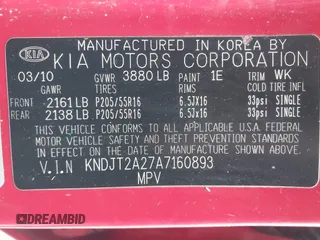 MANUFACTURED IN KOREA BY
KIA KIA MOTORS CORPORATION
03/10 GVWR 3880 LB PAINT 1E TRIM WK
GAWR TIRES RIMS COLD TIRE INFL
FRONT -2161 LB P205/55R16 6.5JX16 33psi SINGLE
REAR 2138 LB P205/55R16 6.5JX16 33psi SINGLE
THIS VEHICLE CONFORMS TO ALL APPLICABLE
FEDERAL MOTOR VEHICLE SAFETY, BUMPER AND THEFT
PREVENTION STANDARDS IN EFFECT ON THE DATE OF
MANUFACTURE SHOWN ABOVE.
V.I.N KNDJT2A27A7160893
MPV
@DREAMBID